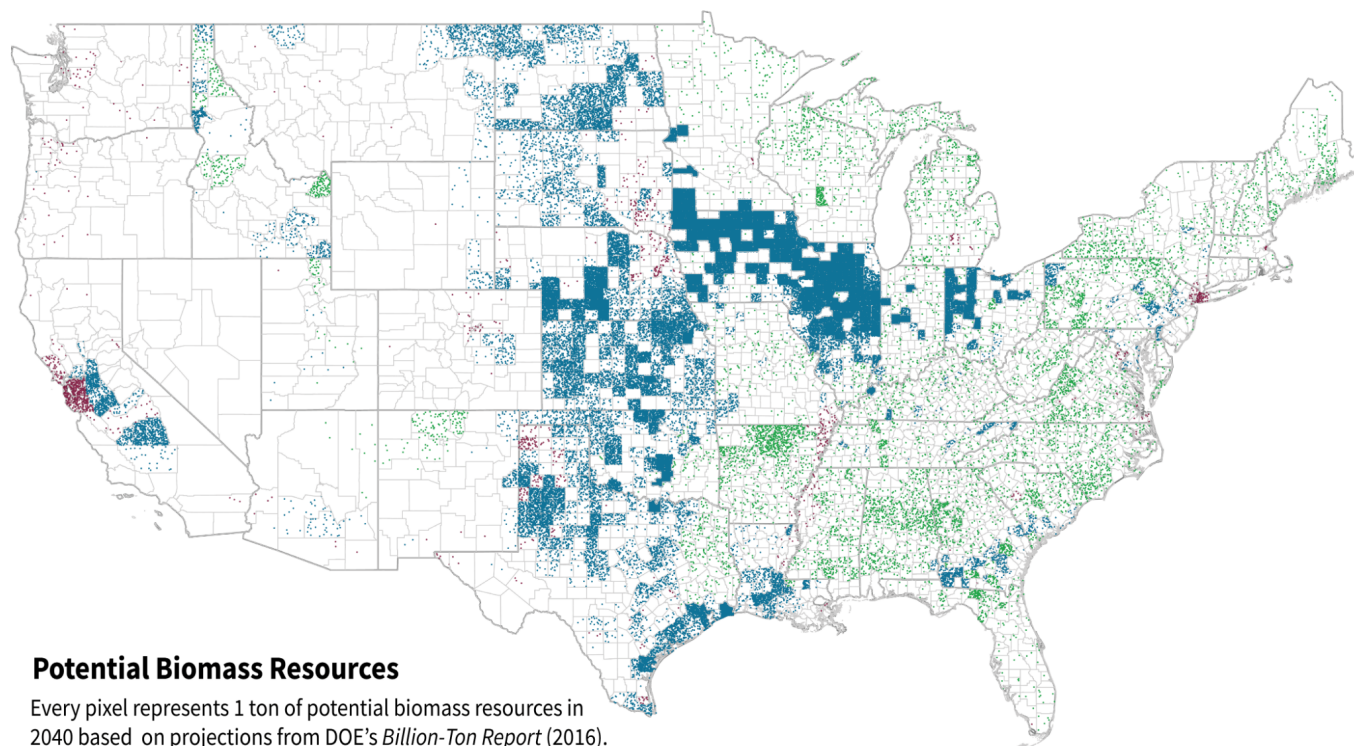 Potential Biomass Resources
Every pixel represents 1 ton of potential biomass resources in
2040 based on projections from DOE's Billion-Ton Report (2016).